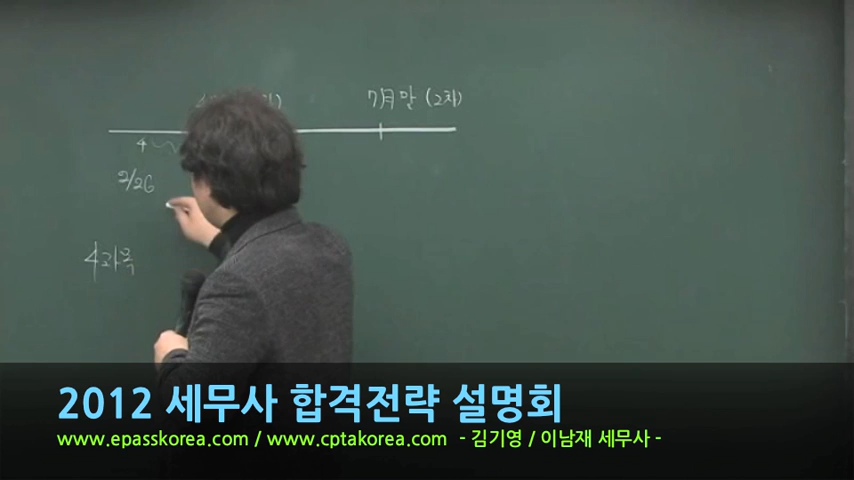 7月말 (2차)
4
2/26
4과목
2012 세무사 합격전략 설명회
www.epasskorea.com / www.cptakorea.com - 김기영 / 이남재 세무사 -